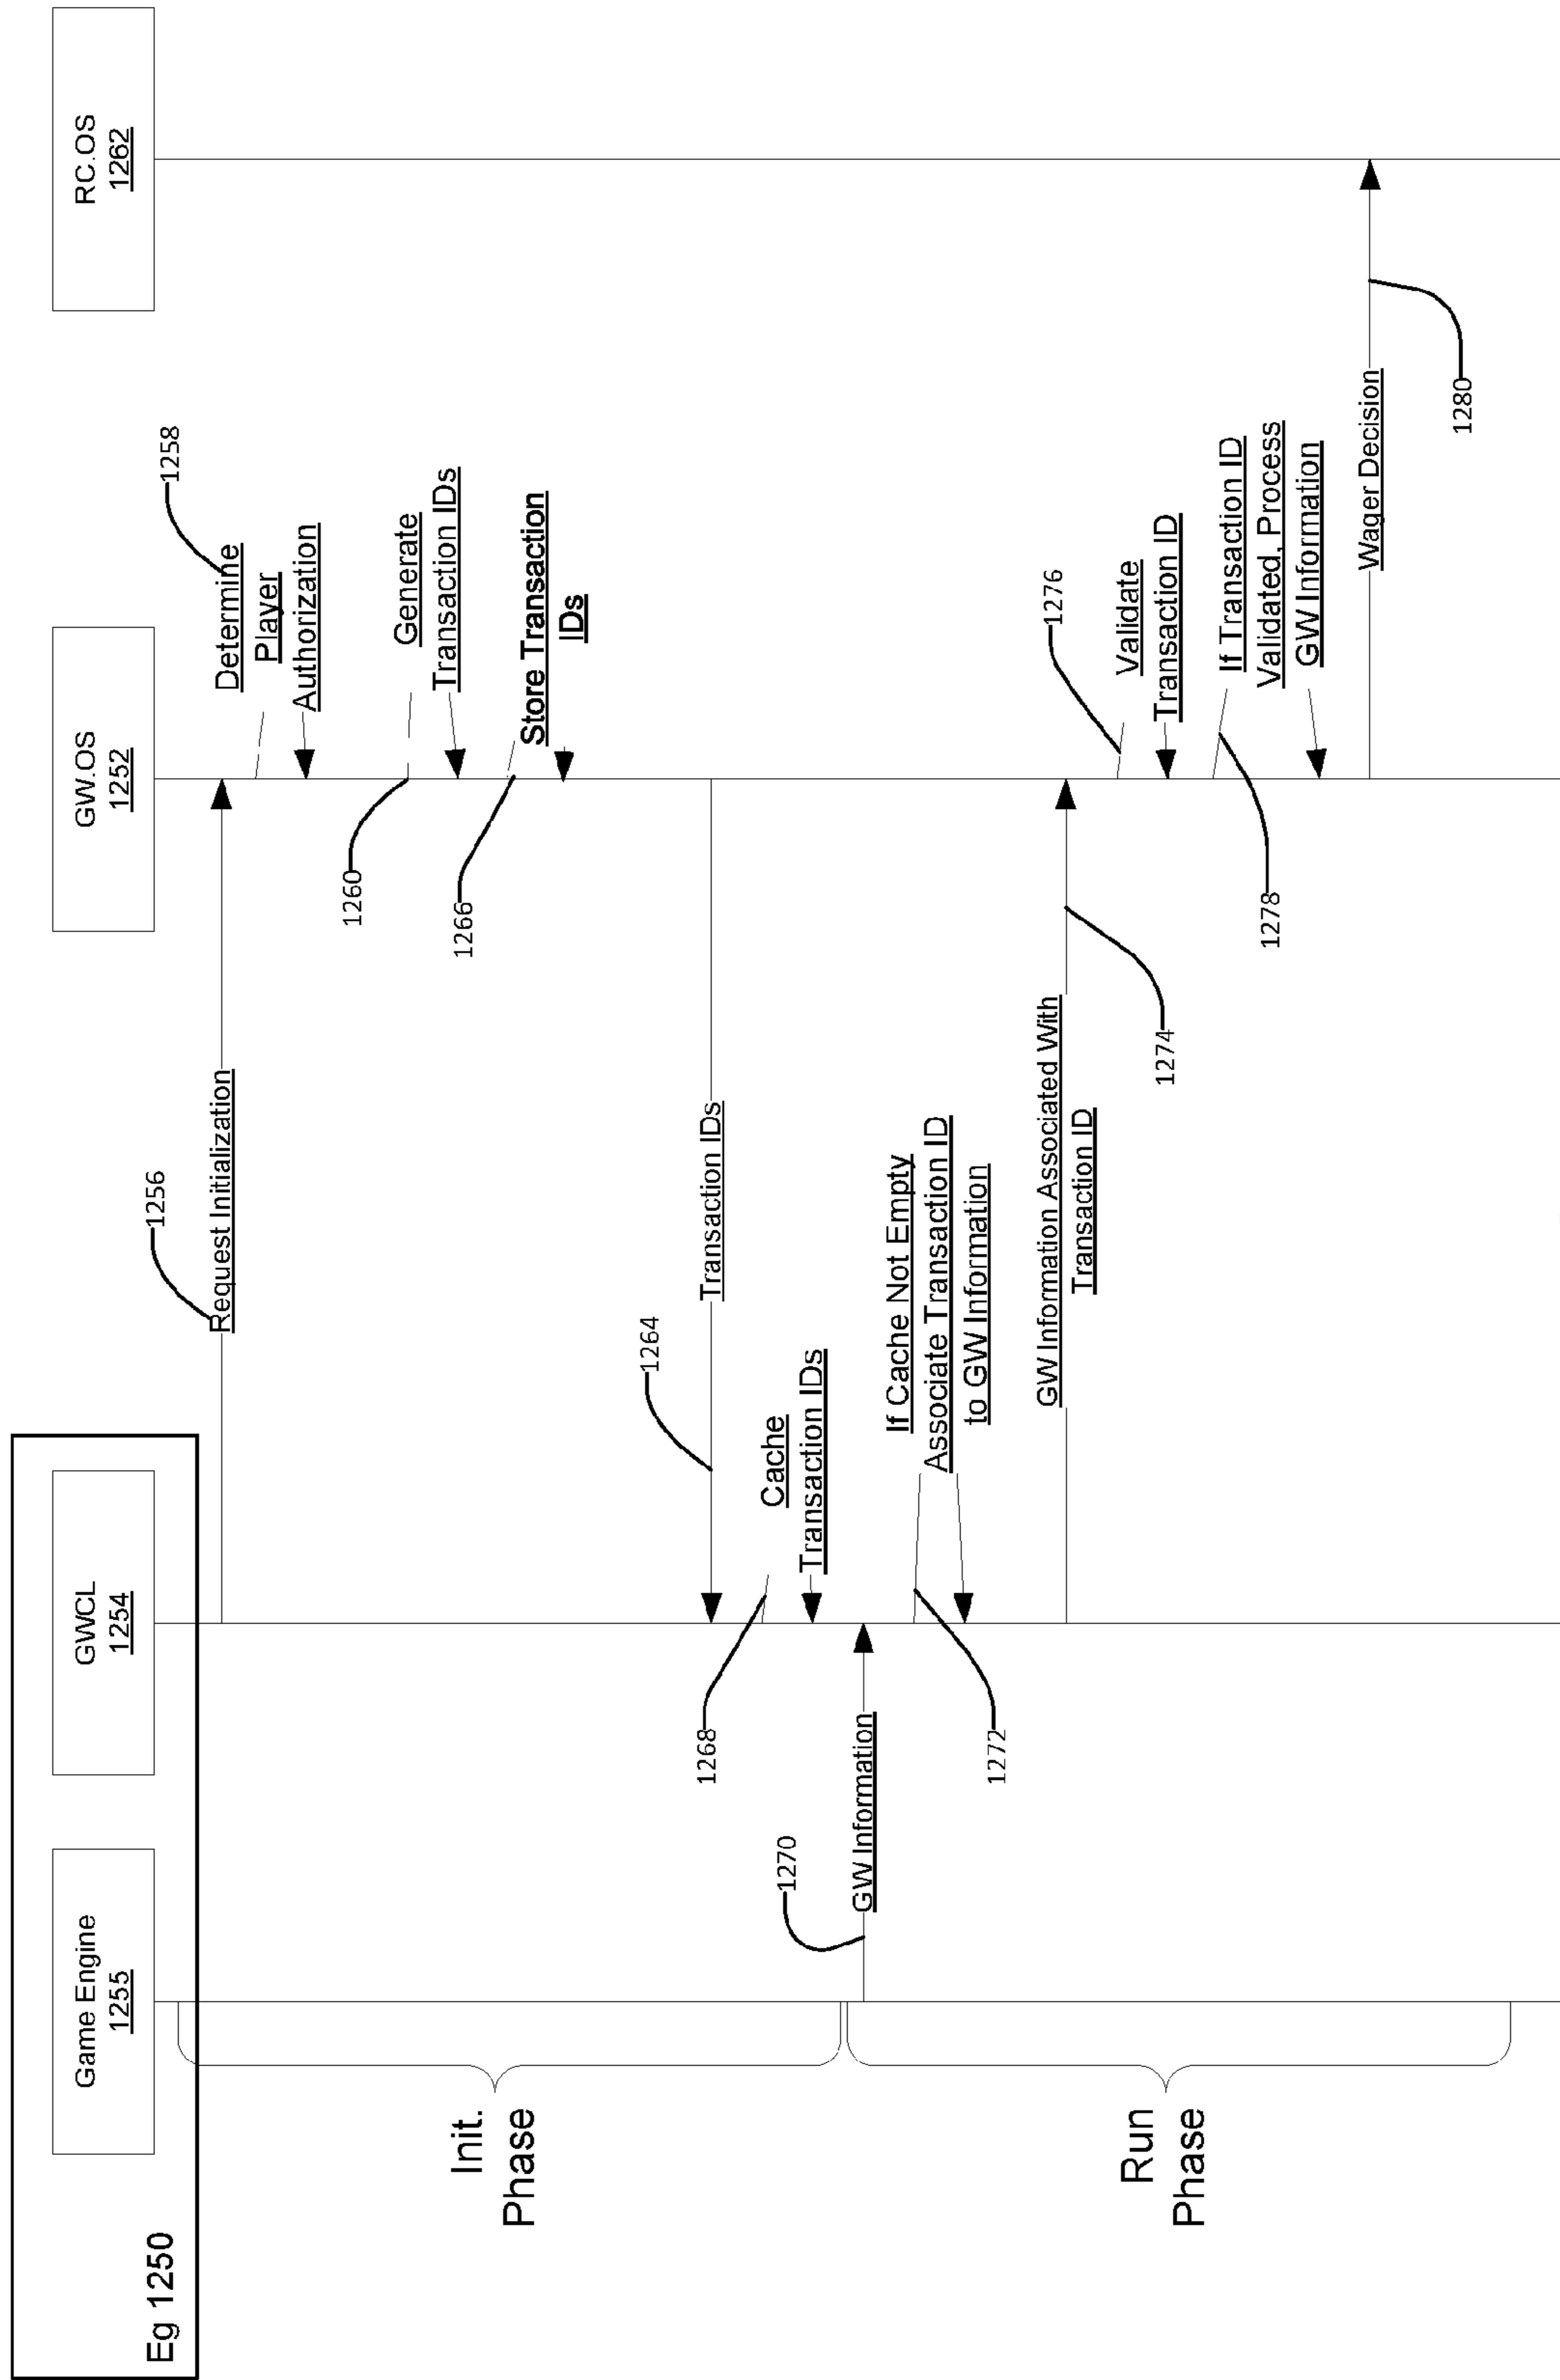 Eg 1250
Game Engine
1255
GWCL
1254
GW.OS
1252
RC.OS
1262
Init.
Phase
1256
Request Initialization
1258
Determine
Player
Authorization
1260
Generate
Transaction IDs
1266
Store Transaction
IDs
1264
Transaction IDs
1268
Cache
Transaction IDs
Run
Phase
1270
GW Information
1272
If Cache Not Empty
Associate Transaction ID
to GW Information
GW Information Associated With
Transaction ID
1274
1276
Validate
Transaction ID
1278
If Transaction ID
Validated, Process
GW Information
Wager Decision
1280